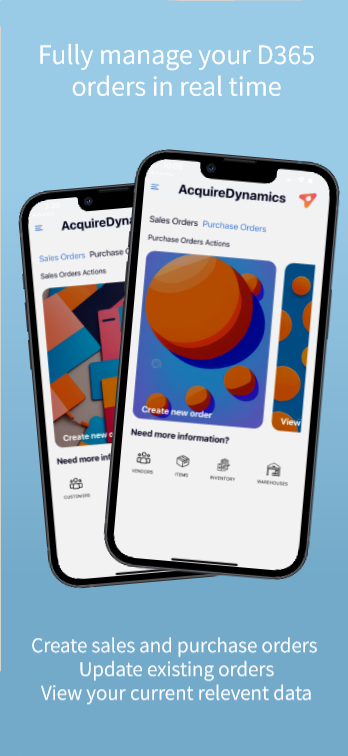 Fully manage your D365
orders in real time
AcquireDynamics
Sales Orders Purchase Orders
Purchase Orders Actions
Create new order
View
Need more information?
VENDORS
ITEMS
INVENTORY
WAREHOUSES
AcquireDyna
Sales Orders Purchase O
Sales Orders Actions
Create new o
Need more inf
CUSTOMERS
Create sales and purchase orders
Update existing orders
View your current relevent data